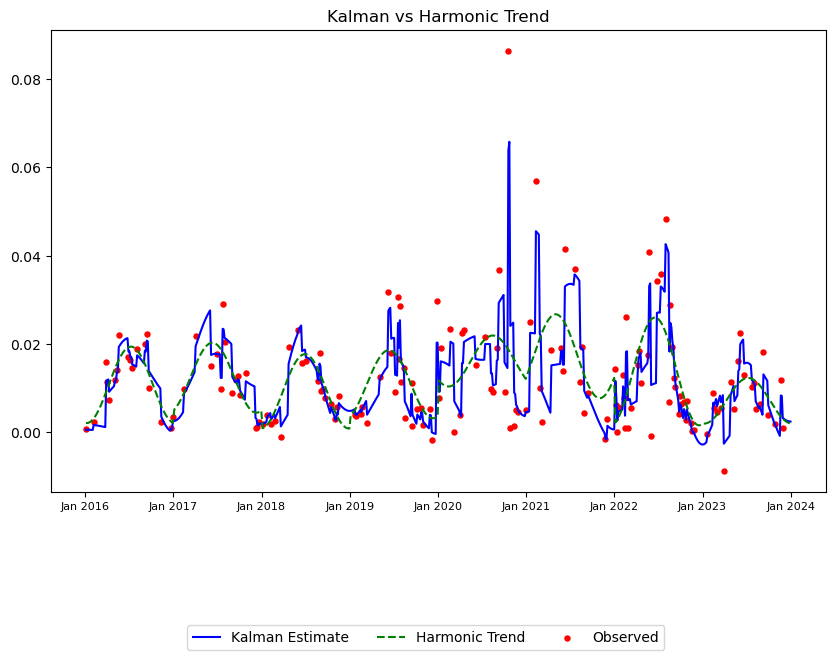 Kalman vs Harmonic Trend
0.08
0.06
0.04
0.02
0.00
Jan 2016 Jan 2017 Jan 2018 Jan 2019 Jan 2020 Jan 2021 Jan 2022 Jan 2023 Jan 2024
Kalman Estimate Harmonic Trend Observed